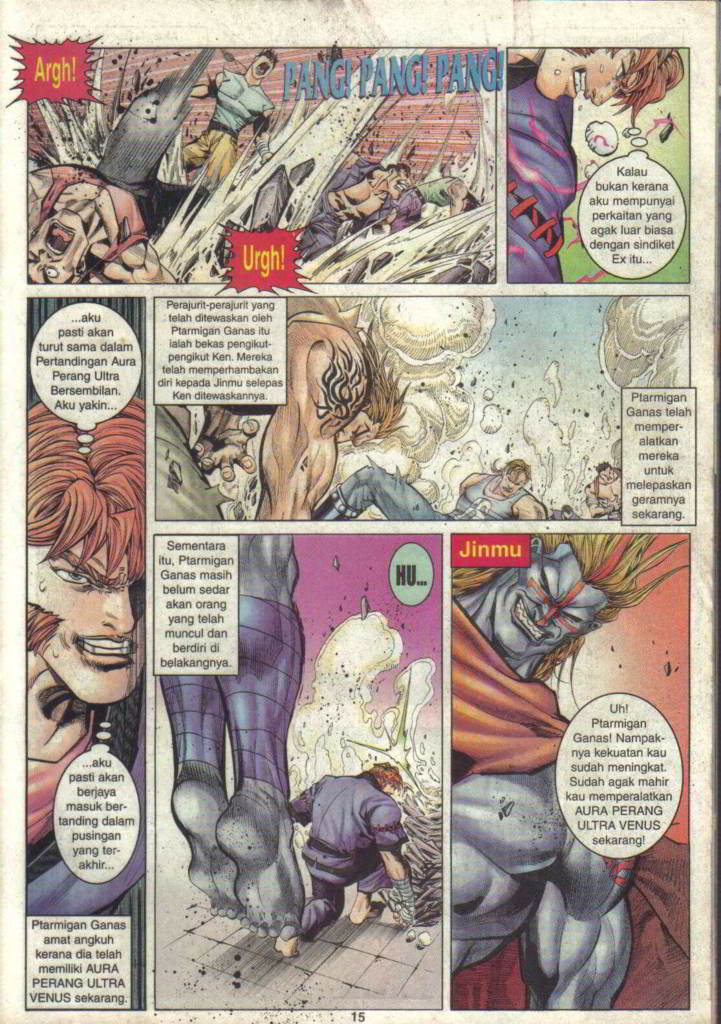 Argh!
PANG! PANG! PANG!
Urgh!
Kalau
bukan kerana
aku mempunyai
perkaitan yang
agak luar biasa
dengan sindiket
Ex itu...
...aku
pasti akan
turut sama dalam
Pertandingan Aura
Perang Ultra
Bersembilan.
Aku yakin...
...aku
pasti akan
berjaya
masuk ber-
tanding dalam
pusingan
yang ter-
akhir...
Ptarmigan Ganas
amat angkuh
kerana dia telah
memiliki AURA
PERANG ULTRA
VENUS sekarang.
Perajurit-perajurit yang
telah ditewaskan oleh
Ptarmigan Ganas itu
ialah bekas pengikut-
pengikut Ken. Mereka
telah memperhambakan
diri kepada Jinmu selepas
Ken ditewaskannya.
Ptarmigan
Ganas telah
memper-
alatkan
mereka
untuk
melepaskan
geramnya
sekarang.
Sementara
itu, Ptarmigan
Ganas masih
belum sedar
akan orang
yang telah
muncul dan
berdiri di
belakangnya.
HU...
Jinmu
Uh!
Ptarmigan
Ganas! Nampak-
nya kekuatan kau
sudah meningkat.
Sudah agak mahir
kau memperalatkan
AURA PERANG
ULTRA VENUS
sekarang!
15